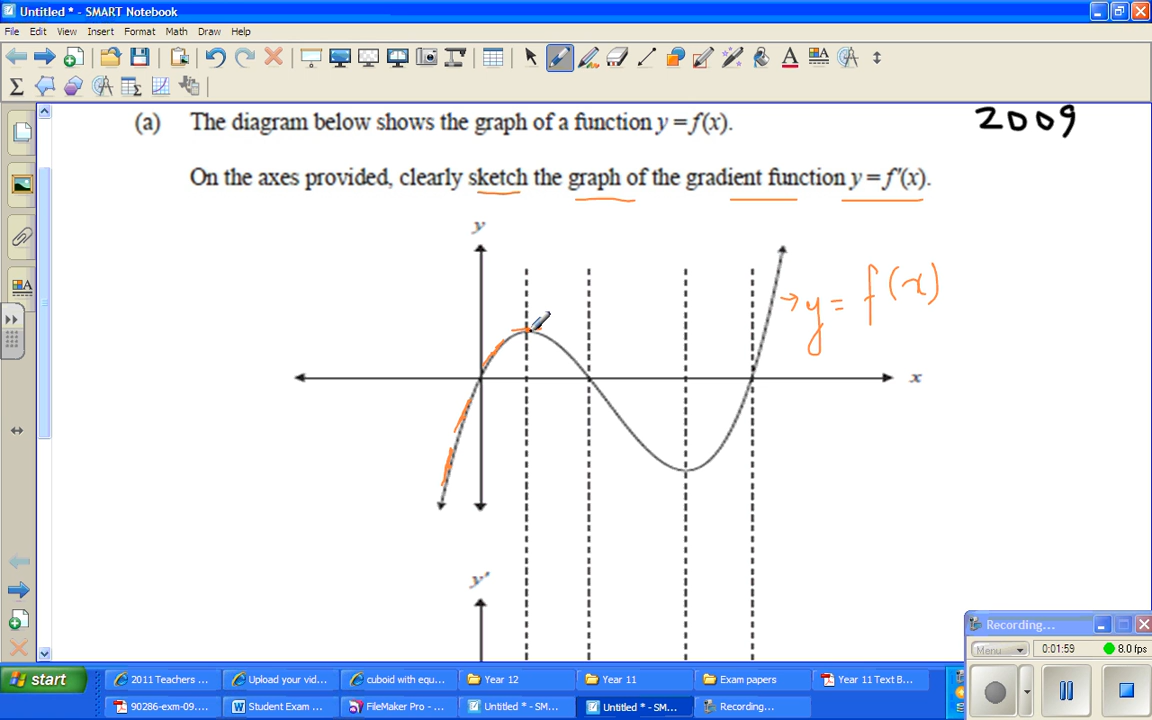 Untitled * - SMART Notebook
File Edit View Insert Format Math Draw Help
(a) The diagram below shows the graph of a function y = f(x).
2009
On the axes provided, clearly sketch the graph of the gradient function y = f'(x).
y
y = f(x)
x
y'
Recording...
Menu 0:01:59 8.0 fps
start
2011 Teachers ... Upload your vid... cuboid with equ... Year 12 Year 11 Exam papers Year 11 Text B...
90286-exm-09.... Student Exam ... FileMaker Pro - ... Untitled * - SM... Untitled * - SM... Recording...